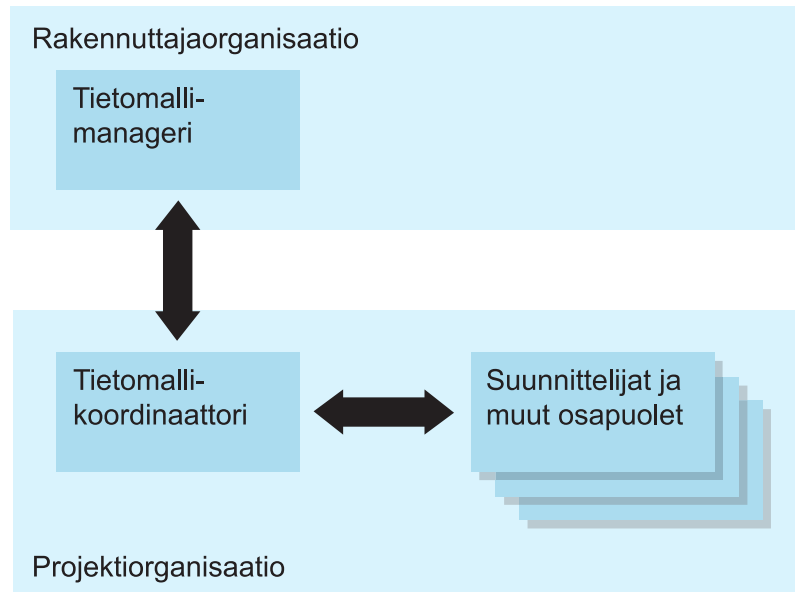 Rakennuttajaorganisaatio
Tietomalli-
manageri
Tietomalli-
koordinaattori
Suunnittelijat ja
muut osapuolet
Projektiorganisaatio